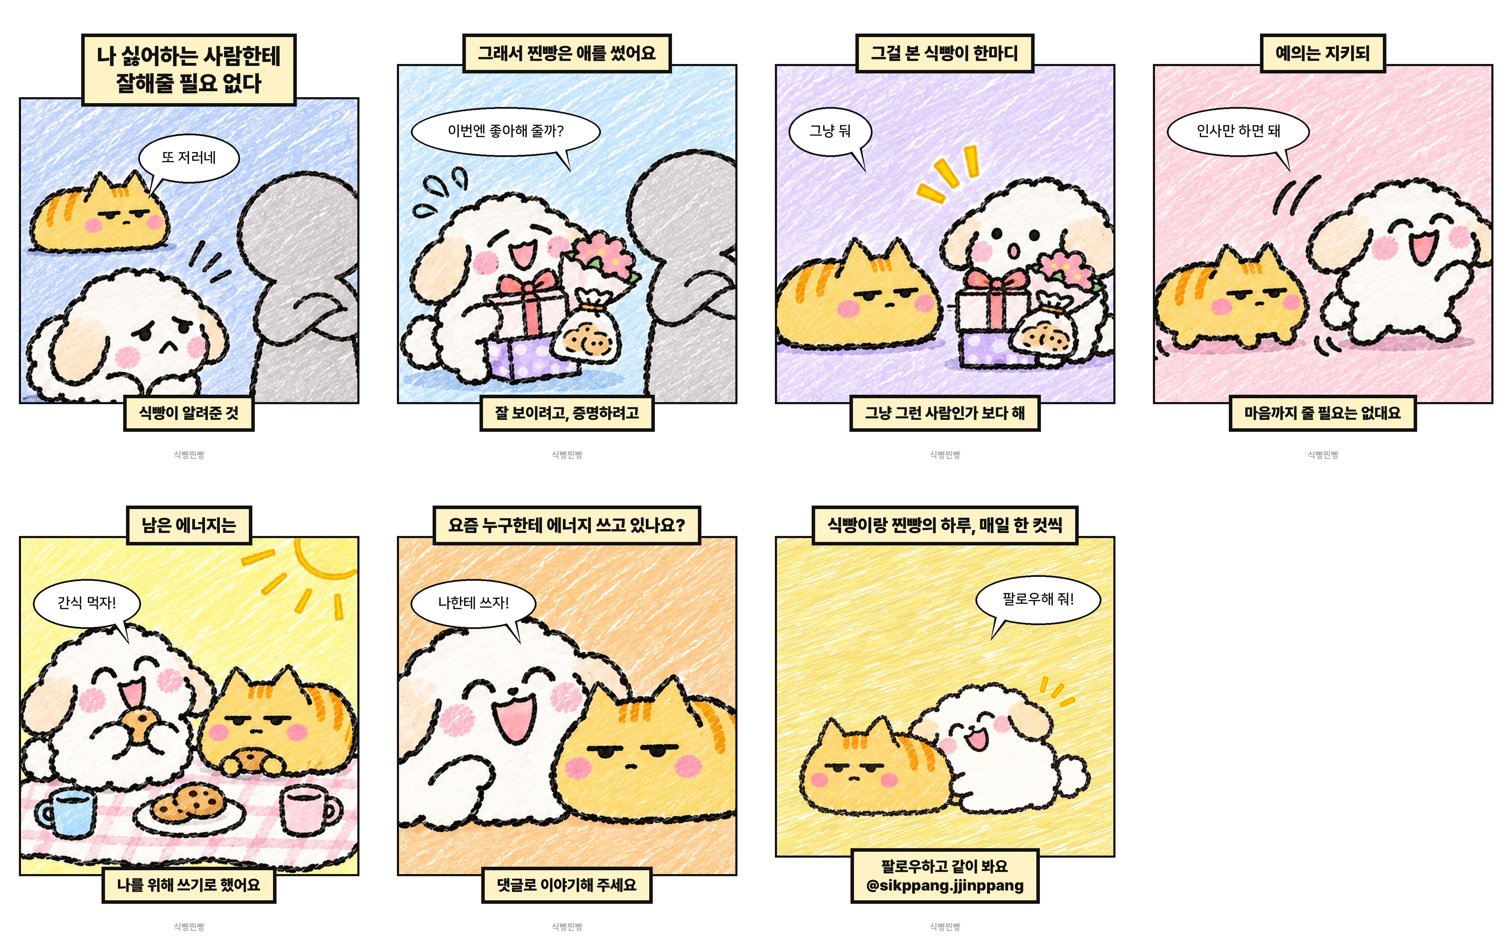 나 싫어하는 사람한테
잘해줄 필요 없다
또 저러네
식빵이 알려준 것
식빵찐빵
그래서 찐빵은 애를 썼어요
이번엔 좋아해 줄까?
잘 보이려고, 증명하려고
식빵찐빵
그걸 본 식빵이 한마디
그냥 둬
그냥 그런 사람인가 보다 해
식빵찐빵
예의는 지키되
인사만 하면 돼
마음까지 줄 필요는 없대요
식빵찐빵
남은 에너지는
간식 먹자!
나를 위해 쓰기로 했어요
식빵찐빵
요즘 누구한테 에너지 쓰고 있나요?
나한테 쓰자!
댓글로 이야기해 주세요
식빵찐빵
식빵이랑 찐빵의 하루, 매일 한 컷씩
팔로우해 줘!
팔로우하고 같이 봐요
@sikppang.jjinppang
식빵찐빵